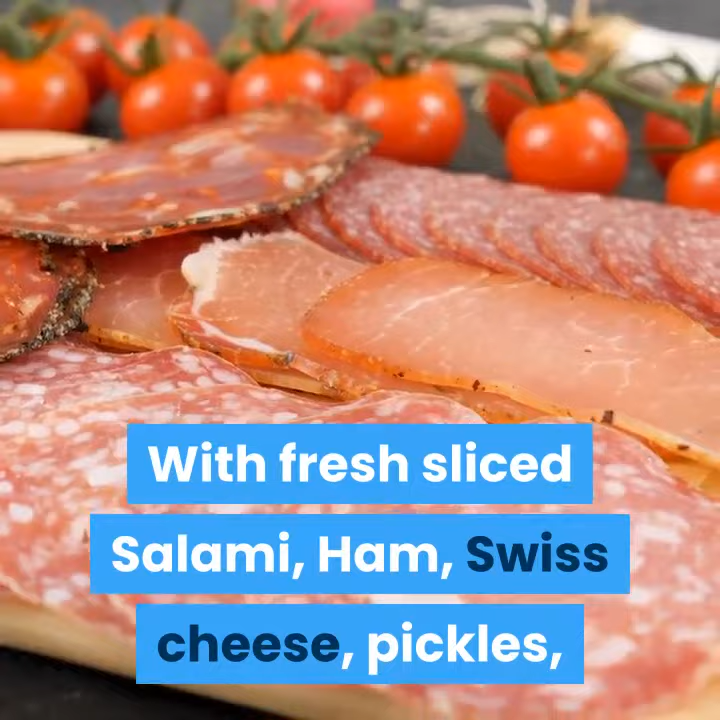 With fresh sliced
Salami, Ham, Swiss
cheese, pickles,